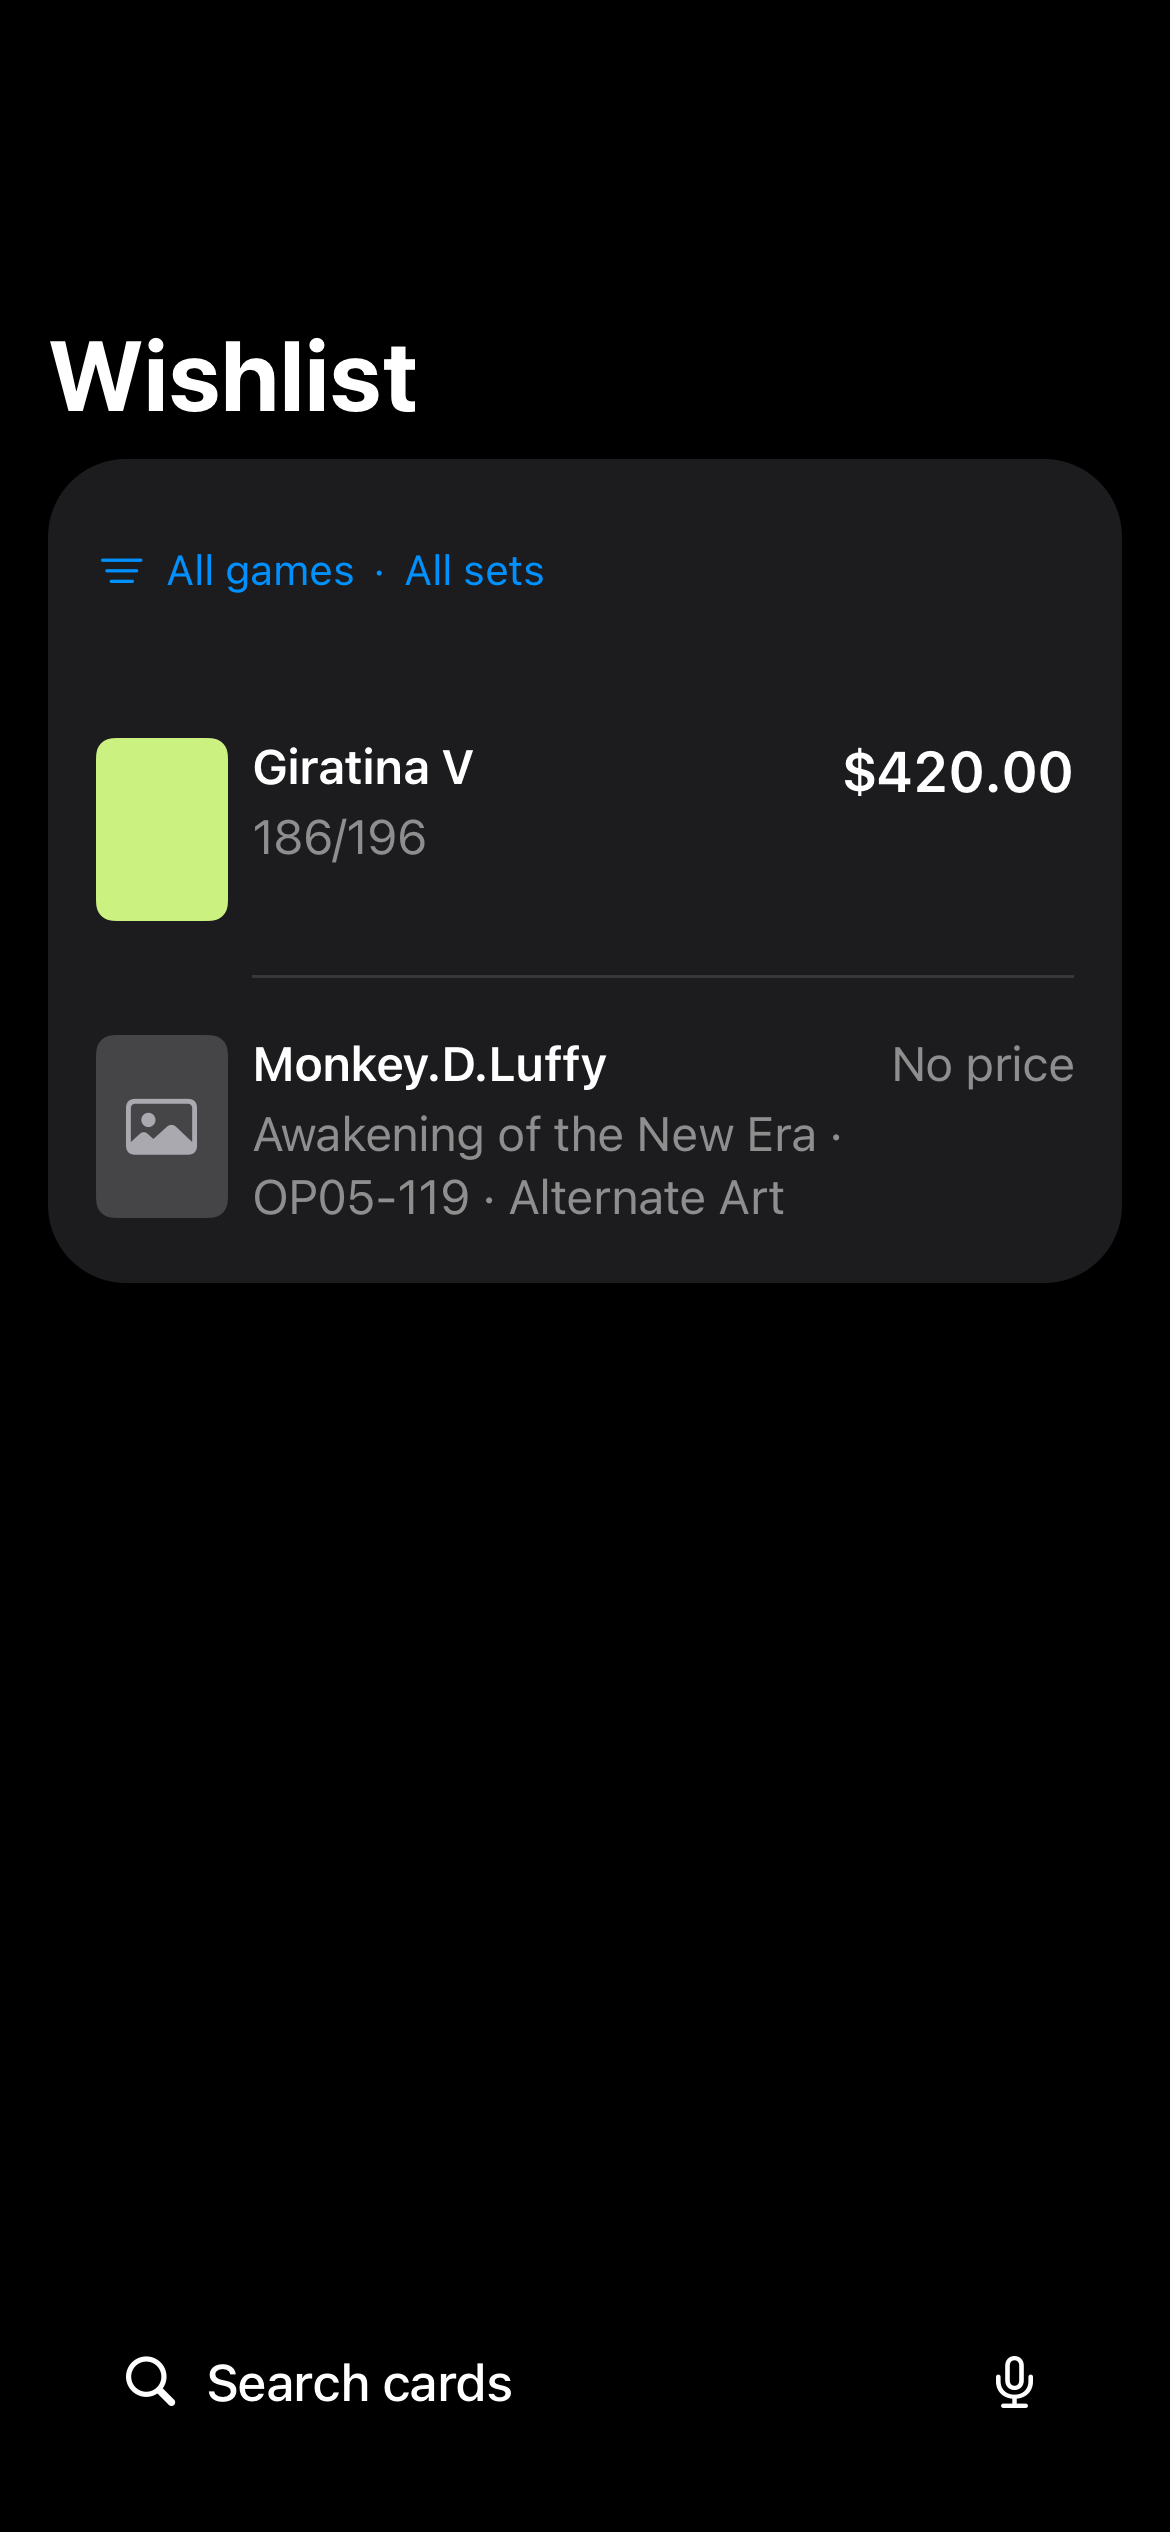 Wishlist
All games · All sets
Giratina V
$420.00
186/196
Monkey.D.Luffy
No price
Awakening of the New Era ·
OP05-119 · Alternate Art
Search cards